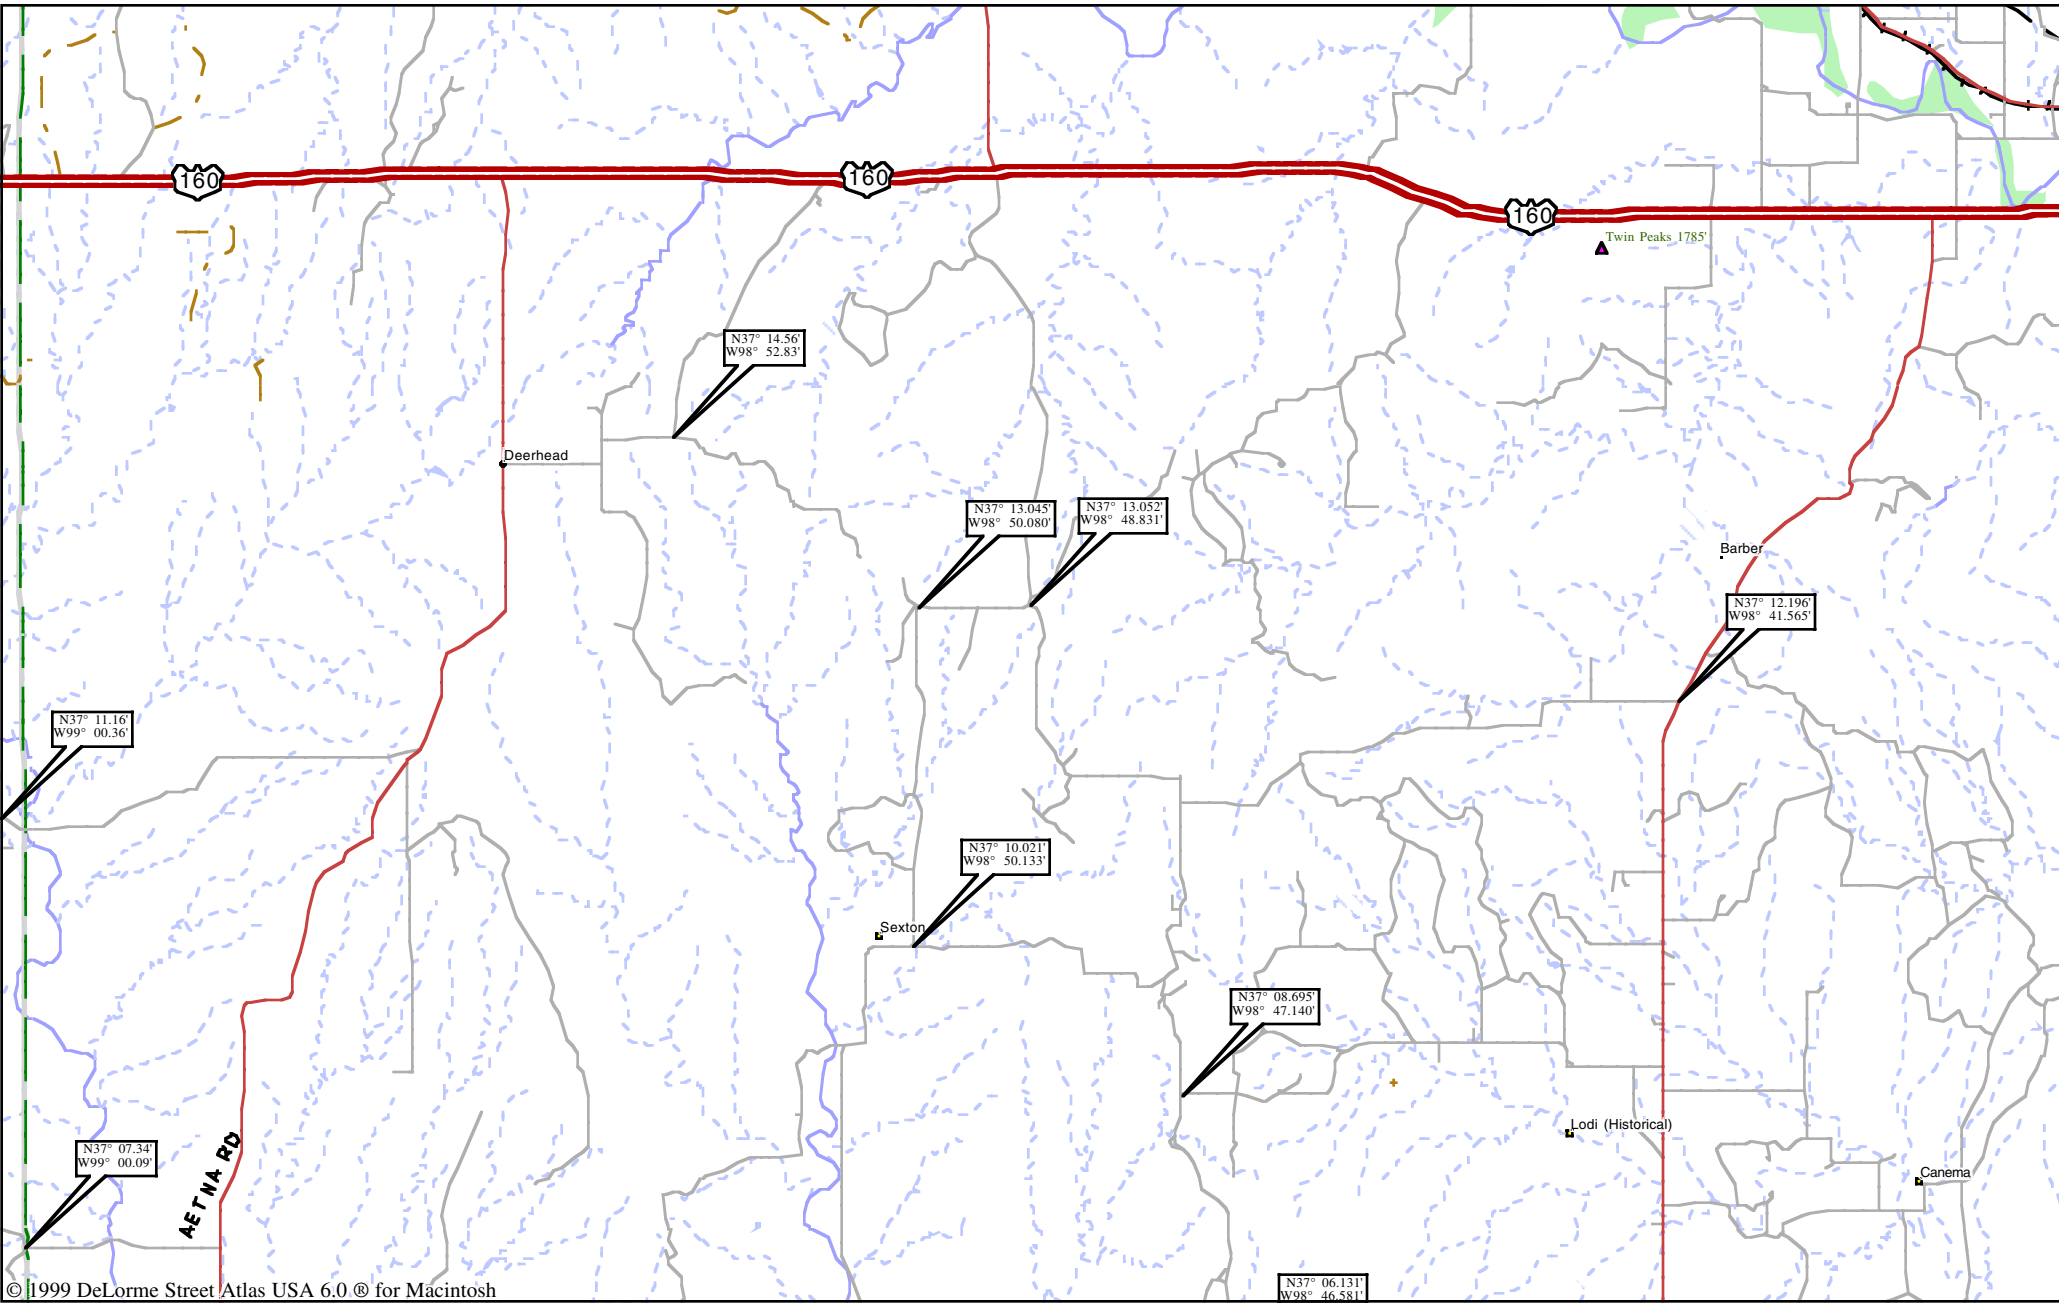 160
160
160
Twin Peaks 1785'
N37° 14.56'
W98° 52.83'
Deerhead
N37° 13.045'
W98° 50.080'
N37° 13.052'
W98° 48.831'
Barber
N37° 12.196'
W98° 41.565'
N37° 11.16'
W99° 00.36'
N37° 10.021'
W98° 50.133'
Sexton
N37° 08.695'
W98° 47.140'
Lodi (Historical)
N37° 07.34'
W99° 00.09'
AETNA RD
Canema
N37° 06.131'
W98° 46.581'
© 1999 DeLorme Street Atlas USA 6.0 ® for Macintosh